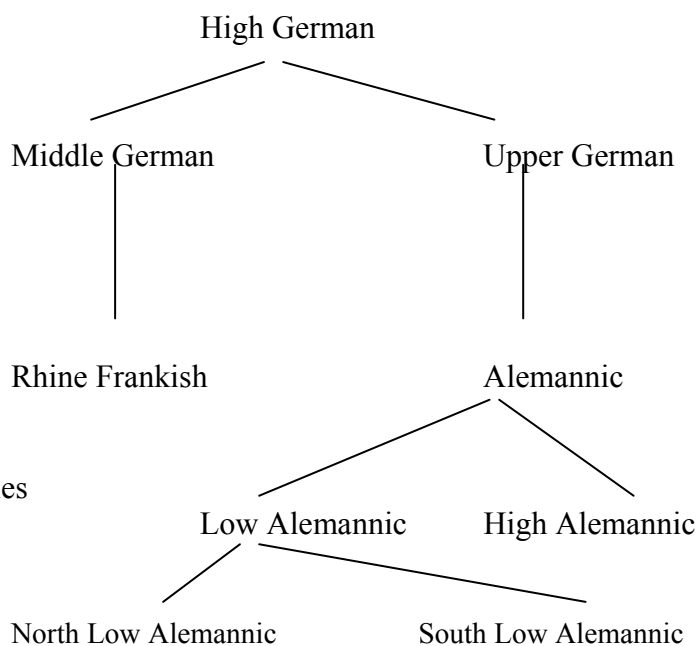 High German
Middle German Upper German
Rhine Frankish Alemannic
es
Low Alemannic High Alemannic
North Low Alemannic South Low Alemannic